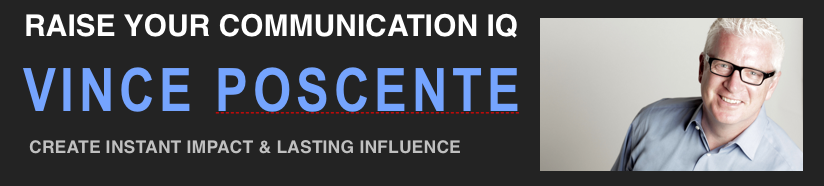 RAISE YOUR COMMUNICATION IQ
VINCE POSCENTE
CREATE INSTANT IMPACT & LASTING INFLUENCE